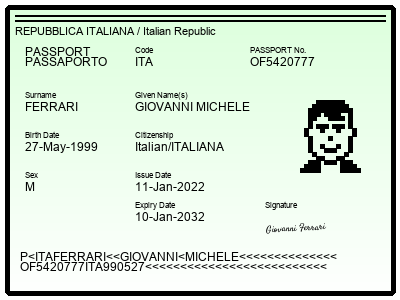 REPUBBLICA ITALIANA / Italian Republic
PASSPORT Code PASSPORT No.
PASSAPORTO ITA OF5420777
Surname Given Name(s)
FERRARI GIOVANNI MICHELE
Birth Date Citizenship
27-May-1999 Italian/ITALIANA
Sex Issue Date
M 11-Jan-2022
Expiry Date Signature
10-Jan-2032 Giovanni Ferrari
P<ITAFERRARI<<GIOVANNI<MICHELE<<<<<<<<<<<<<<
OF5420777ITA990527<<<<<<<<<<<<<<<<<<<<<<<<<<